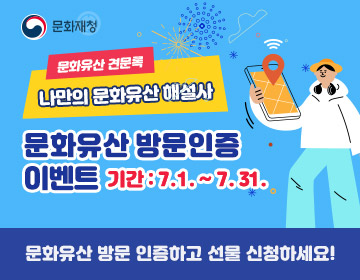 문화재청
문화유산 견문록
나만의 문화유산 해설사
문화유산 방문인증
이벤트 기간 : 7.1. ~ 7. 31.
문화유산 방문 인증하고 선물 신청하세요!